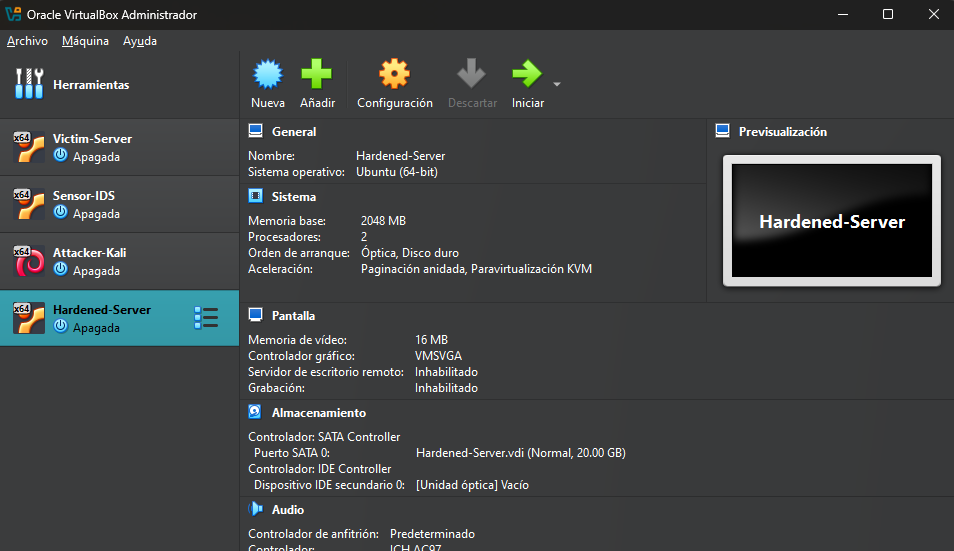 Oracle VirtualBox Administrador
Archivo Máquina Ayuda
Herramientas
Nueva Añadir Configuración Descartar Iniciar
x64 Victim-Server
Apagada
x64 Sensor-IDS
Apagada
x64 Attacker-Kali
Apagada
x64 Hardened-Server
Apagada
General
Nombre: Hardened-Server
Sistema operativo: Ubuntu (64-bit)
Sistema
Memoria base: 2048 MB
Procesadores: 2
Orden de arranque: Óptica, Disco duro
Aceleración: Paginación anidada, Paravirtualización KVM
Previsualización
Hardened-Server
Pantalla
Memoria de vídeo: 16 MB
Controlador gráfico: VMSVGA
Servidor de escritorio remoto: Inhabilitado
Grabación: Inhabilitado
Almacenamiento
Controlador: SATA Controller
Puerto SATA 0: Hardened-Server.vdi (Normal, 20.00 GB)
Controlador: IDE Controller
Dispositivo IDE secundario 0: [Unidad óptica] Vacío
Audio
Controlador de anfitrión: Predeterminado
Controlador: ICH AC97